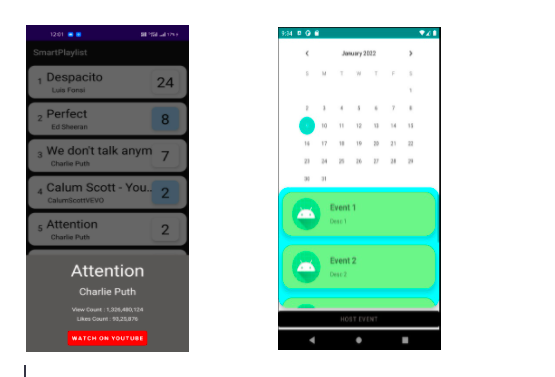 12:01
SmartPlaylist
1 Despacito 24
Luis Fonsi
2 Perfect 8
Ed Sheeran
3 We don't talk anym 7
Charlie Puth
4 Calum Scott - You.. 2
CalumScottVEVO
5 Attention 2
Charlie Puth
Attention
Charlie Puth
View Count : 1,326,480,124
Likes Count : 93,25,876
WATCH ON YOUTUBE
9:34
January 2022
S M T W T F S
1
2 3 4 5 6 7 8
9 10 11 12 13 14 15
16 17 18 19 20 21 22
23 24 25 26 27 28 29
30 31
Event 1
Desc 1
Event 2
Desc 2
HOST EVENT